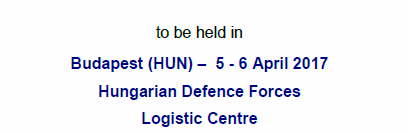 to be held in
Budapest (HUN) – 5 - 6 April 2017
Hungarian Defence Forces
Logistic Centre